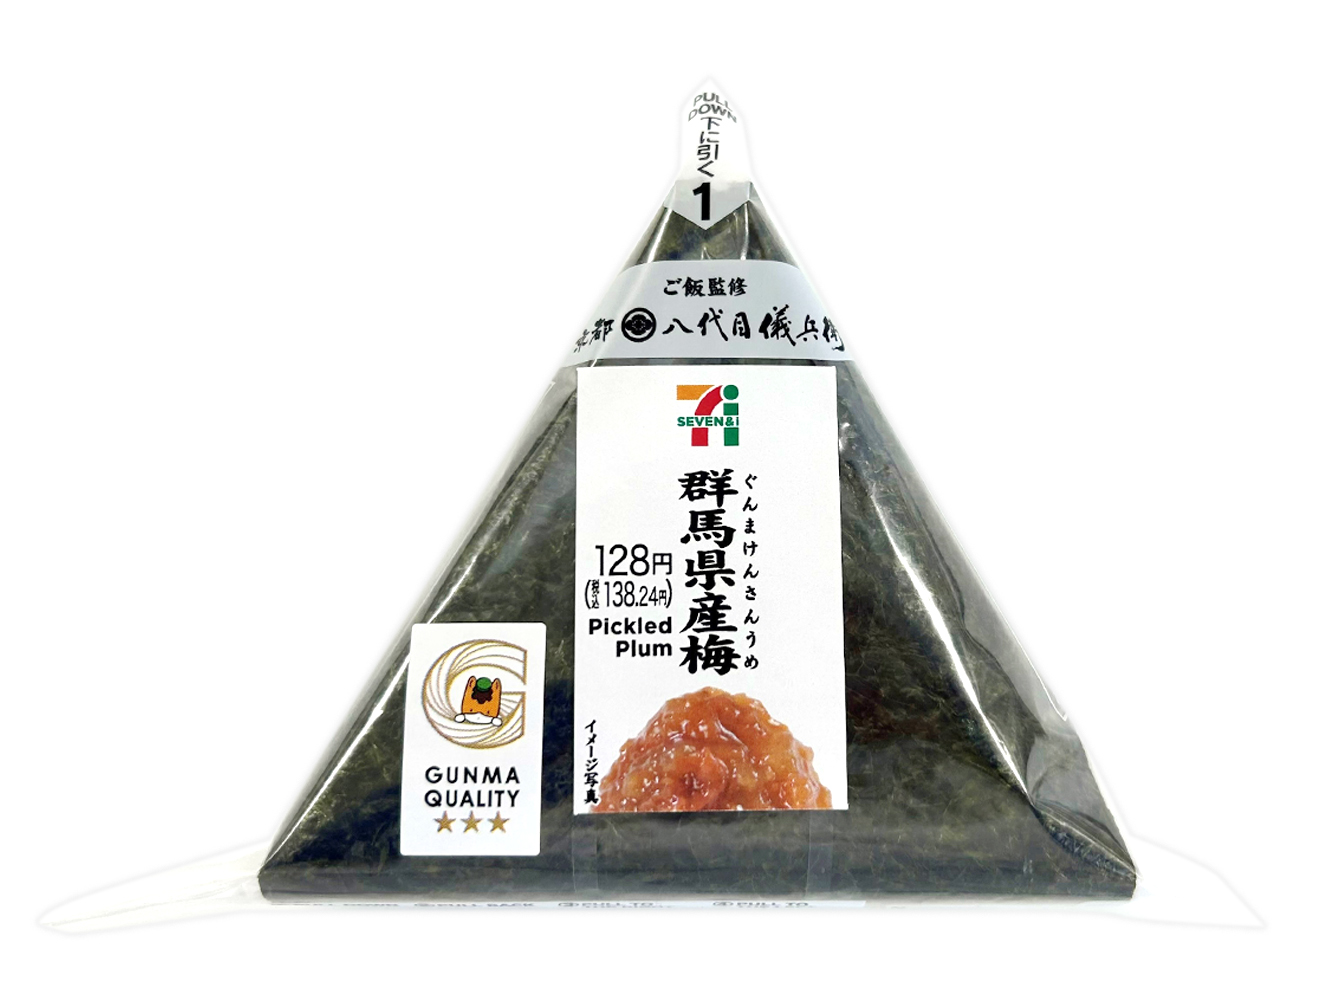 PULL
DOWN
下に引く
1
ご飯監修
京都 八代目儀兵衛
SEVEN&i
群馬県産梅
ぐんまけんさんうめ
128円
(税込138.24円)
Pickled
Plum
イメージ写真
GUNMA
QUALITY
★★★